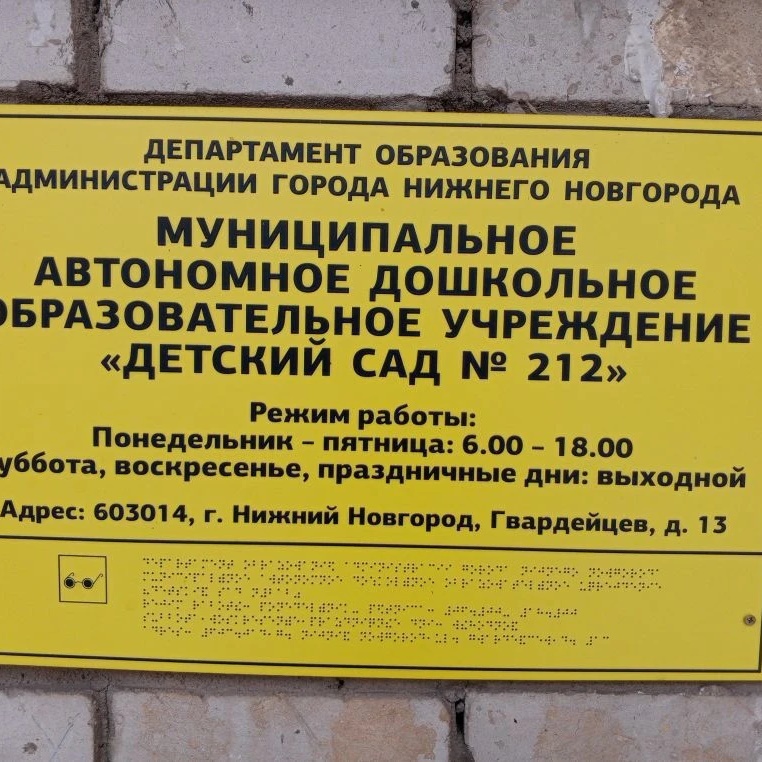 ДЕПАРТАМЕНТ ОБРАЗОВАНИЯ
АДМИНИСТРАЦИИ ГОРОДА НИЖНЕГО НОВГОРОДА
МУНИЦИПАЛЬНОЕ
АВТОНОМНОЕ ДОШКОЛЬНОЕ
ОБРАЗОВАТЕЛЬНОЕ УЧРЕЖДЕНИЕ
«ДЕТСКИЙ САД № 212»
Режим работы:
Понедельник – пятница: 6.00 – 18.00
уббота, воскресенье, праздничные дни: выходной
Адрес: 603014, г. Нижний Новгород, Гвардейцев, д. 13